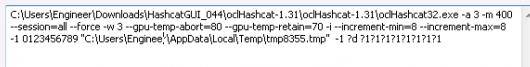 C:\Users\Engineer\Downloads\HashcatGUI_044\oclHashcat-1.31\oclHashcat-1.31\oclHashcat32.exe -a 3 -m 400
--session=all --force -w 3 --gpu-temp-abort=80 --gpu-temp-retain=70 -i --increment-min=8 --increment-max=8
-1 0123456789 "C:\Users\Engineer\AppData\Local\Temp\tmp8355.tmp" -1 ?d ?1?1?1?1?1?1?1?1